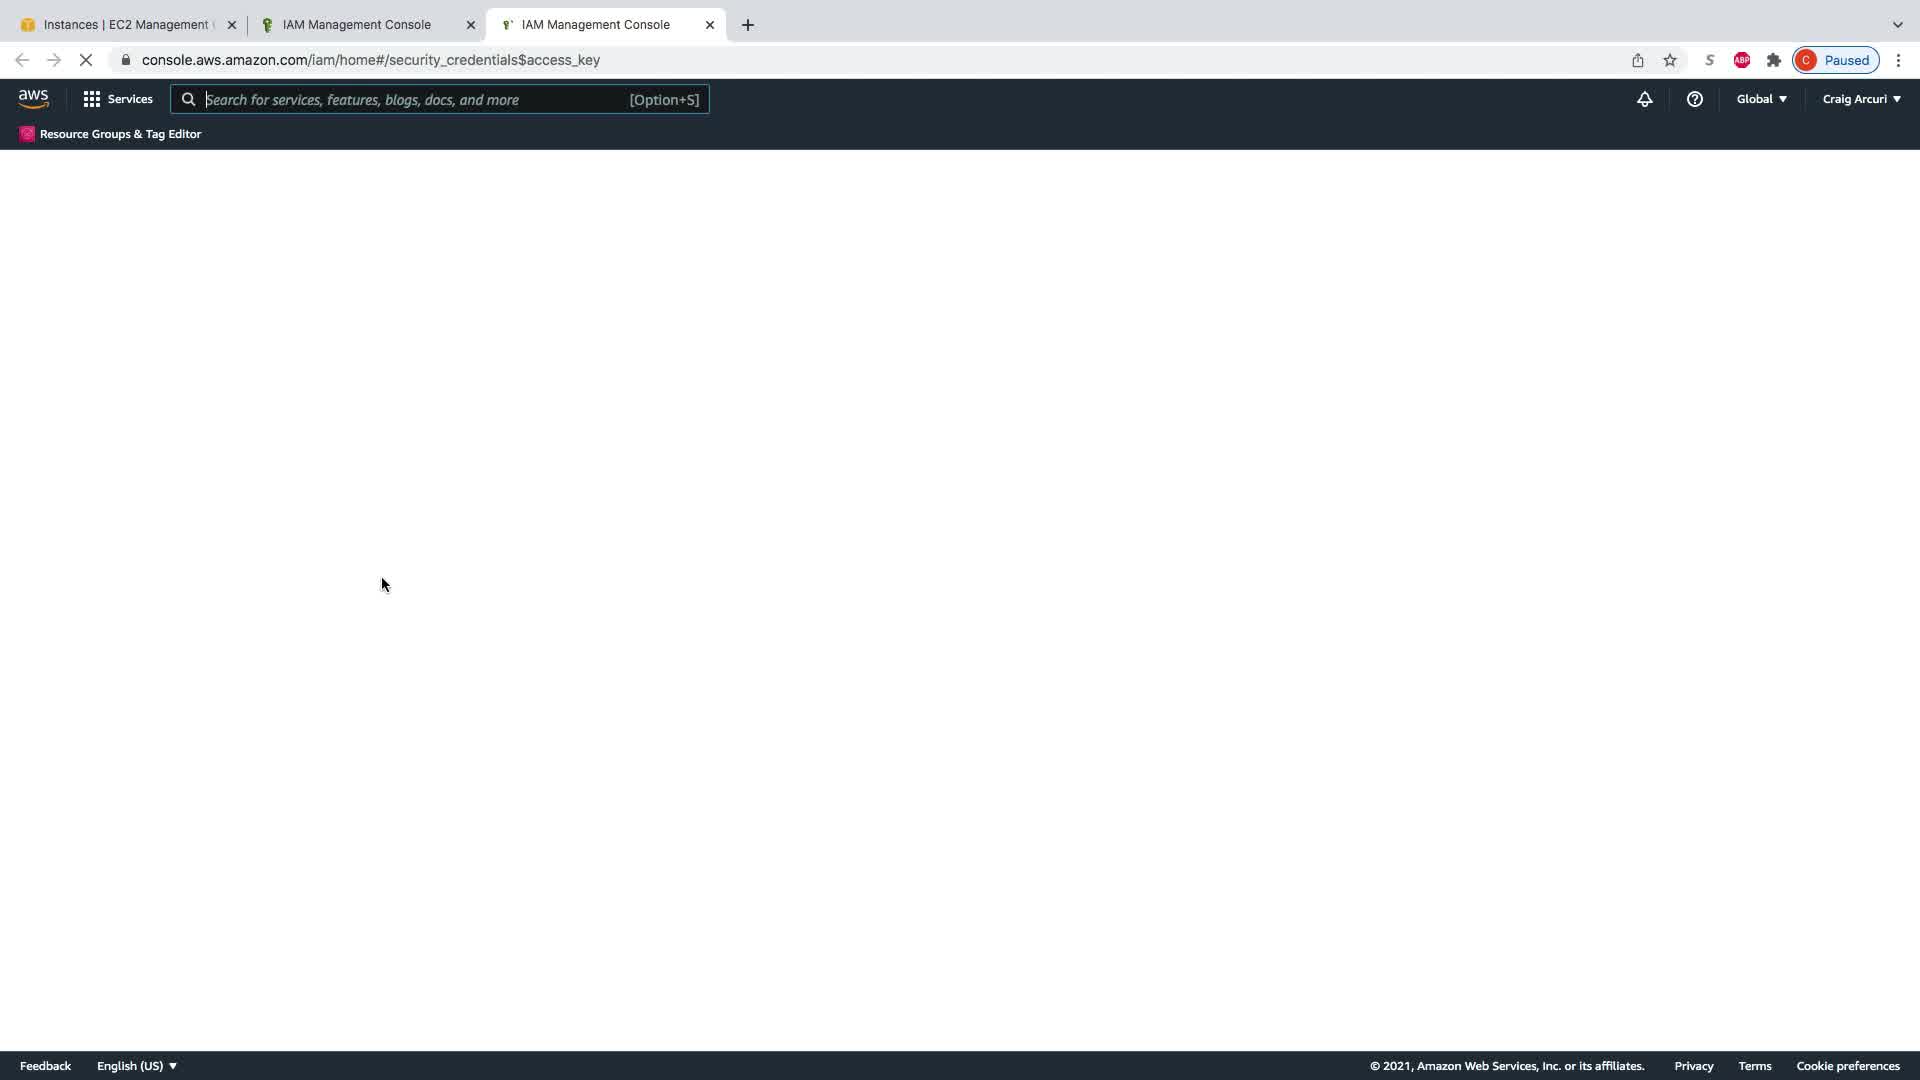 Instances | EC2 Management
IAM Management Console
IAM Management Console
console.aws.amazon.com/iam/home#/security_credentials$access_key
S
ABP
C
Paused
aws
Services
Search for services, features, blogs, docs, and more
[Option+S]
Global
Craig Arcuri
Resource Groups & Tag Editor
Feedback
English (US)
© 2021, Amazon Web Services, Inc. or its affiliates.
Privacy
Terms
Cookie preferences